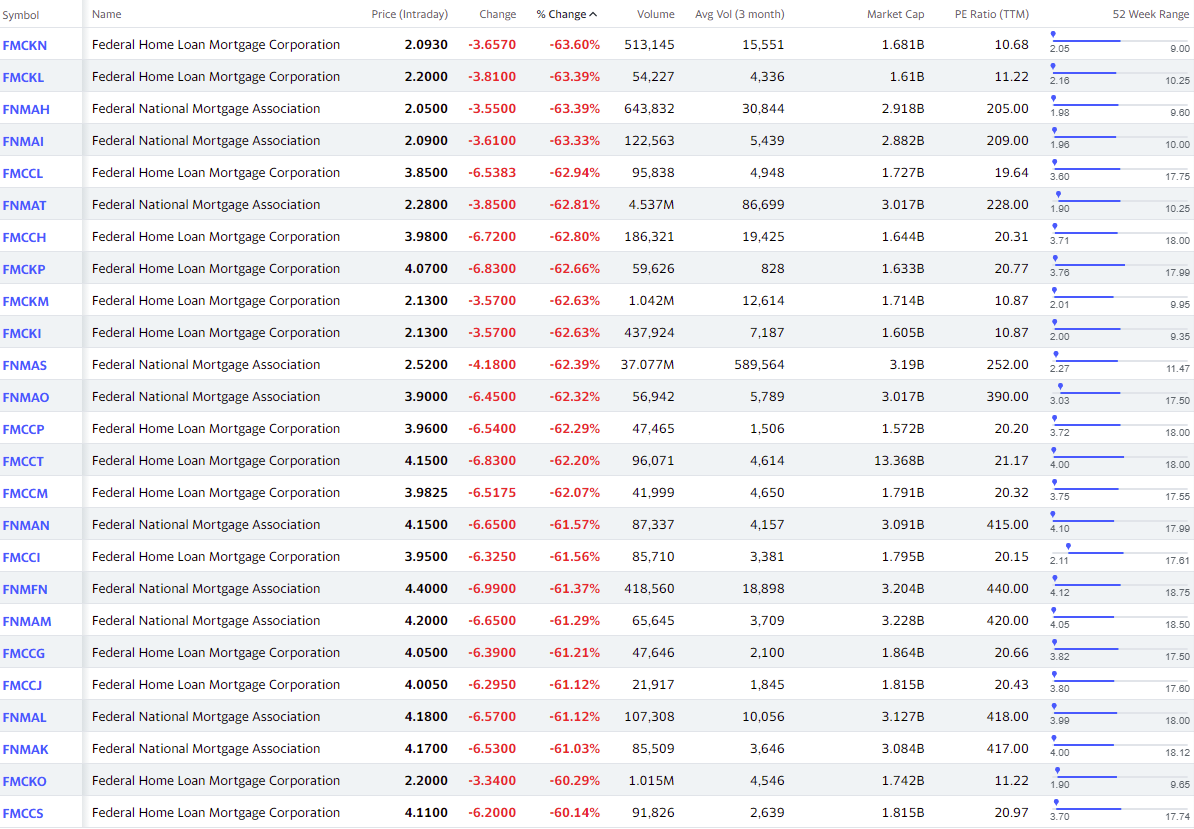 Symbol Name Price (Intraday) Change % Change Volume Avg Vol (3 month) Market Cap PE Ratio (TTM) 52 Week Range
FMCKN Federal Home Loan Mortgage Corporation 2.0930 -3.6570 -63.60% 513,145 15,551 1.681B 10.68 2.05 9.00
FMCKL Federal Home Loan Mortgage Corporation 2.2000 -3.8100 -63.39% 54,227 4,336 1.61B 11.22 2.16 10.25
FNMAH Federal National Mortgage Association 2.0500 -3.5500 -63.39% 643,832 30,844 2.918B 205.00 1.98 9.60
FNMAI Federal National Mortgage Association 2.0900 -3.6100 -63.33% 122,563 5,439 2.882B 209.00 1.96 10.00
FMCCL Federal Home Loan Mortgage Corporation 3.8500 -6.5383 -62.94% 95,838 4,948 1.727B 19.64 3.60 17.75
FNMAT Federal National Mortgage Association 2.2800 -3.8500 -62.81% 4.537M 86,699 3.017B 228.00 1.90 10.25
FMCCH Federal Home Loan Mortgage Corporation 3.9800 -6.7200 -62.80% 186,321 19,425 1.644B 20.31 3.71 18.00
FMCKP Federal Home Loan Mortgage Corporation 4.0700 -6.8300 -62.66% 59,626 828 1.633B 20.77 3.76 17.99
FMCKM Federal Home Loan Mortgage Corporation 2.1300 -3.5700 -62.63% 1.042M 12,614 1.714B 10.87 2.01 9.95
FMCKI Federal Home Loan Mortgage Corporation 2.1300 -3.5700 -62.63% 437,924 7,187 1.605B 10.87 2.00 9.35
FNMAS Federal National Mortgage Association 2.5200 -4.1800 -62.39% 37.077M 589,564 3.19B 252.00 2.27 11.47
FNMAO Federal National Mortgage Association 3.9000 -6.4500 -62.32% 56,942 5,789 3.017B 390.00 3.03 17.50
FMCCP Federal Home Loan Mortgage Corporation 3.9600 -6.5400 -62.29% 47,465 1,506 1.572B 20.20 3.72 18.00
FMCCT Federal Home Loan Mortgage Corporation 4.1500 -6.8300 -62.20% 96,071 4,614 13.368B 21.17 4.00 18.00
FMCCM Federal Home Loan Mortgage Corporation 3.9825 -6.5175 -62.07% 41,999 4,650 1.791B 20.32 3.75 17.55
FNMAN Federal National Mortgage Association 4.1500 -6.6500 -61.57% 87,337 4,157 3.091B 415.00 4.10 17.99
FMCCI Federal Home Loan Mortgage Corporation 3.9500 -6.3250 -61.56% 85,710 3,381 1.795B 20.15 2.11 17.61
FNMFN Federal National Mortgage Association 4.4000 -6.9900 -61.37% 418,560 18,898 3.204B 440.00 4.12 18.75
FNMAM Federal National Mortgage Association 4.2000 -6.6500 -61.29% 65,645 3,709 3.228B 420.00 4.05 18.50
FMCCG Federal Home Loan Mortgage Corporation 4.0500 -6.3900 -61.21% 47,646 2,100 1.864B 20.66 3.82 17.50
FMCCJ Federal Home Loan Mortgage Corporation 4.0050 -6.2950 -61.12% 21,917 1,845 1.815B 20.43 3.80 17.60
FNMAL Federal National Mortgage Association 4.1800 -6.5700 -61.12% 107,308 10,056 3.127B 418.00 3.99 18.00
FNMAK Federal National Mortgage Association 4.1700 -6.5300 -61.03% 85,509 3,646 3.084B 417.00 4.00 18.12
FMCKO Federal Home Loan Mortgage Corporation 2.2000 -3.3400 -60.29% 1.015M 4,546 1.742B 11.22 1.90 9.65
FMCCS Federal Home Loan Mortgage Corporation 4.1100 -6.2000 -60.14% 91,826 2,639 1.815B 20.97 3.70 17.74